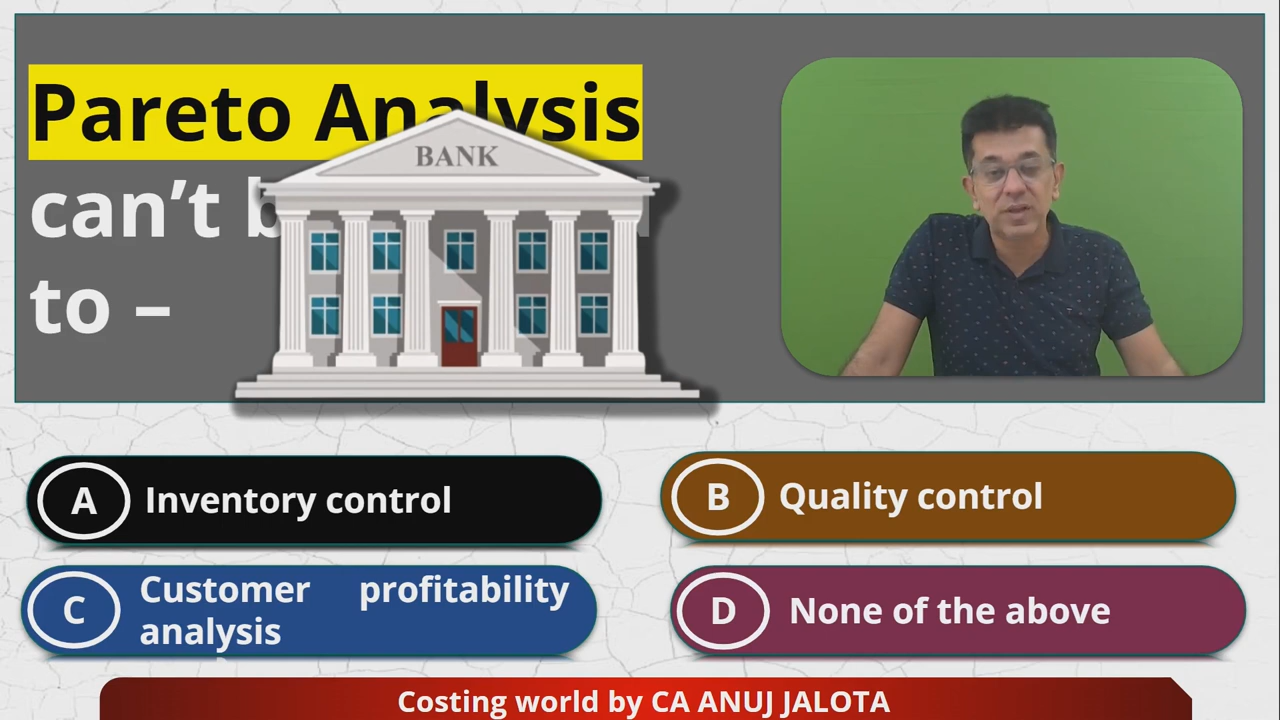 Pareto Analysis
BANK
can’t
to –
A Inventory control
B Quality control
C Customer profitability
analysis
D None of the above
Costing world by CA ANUJ JALOTA